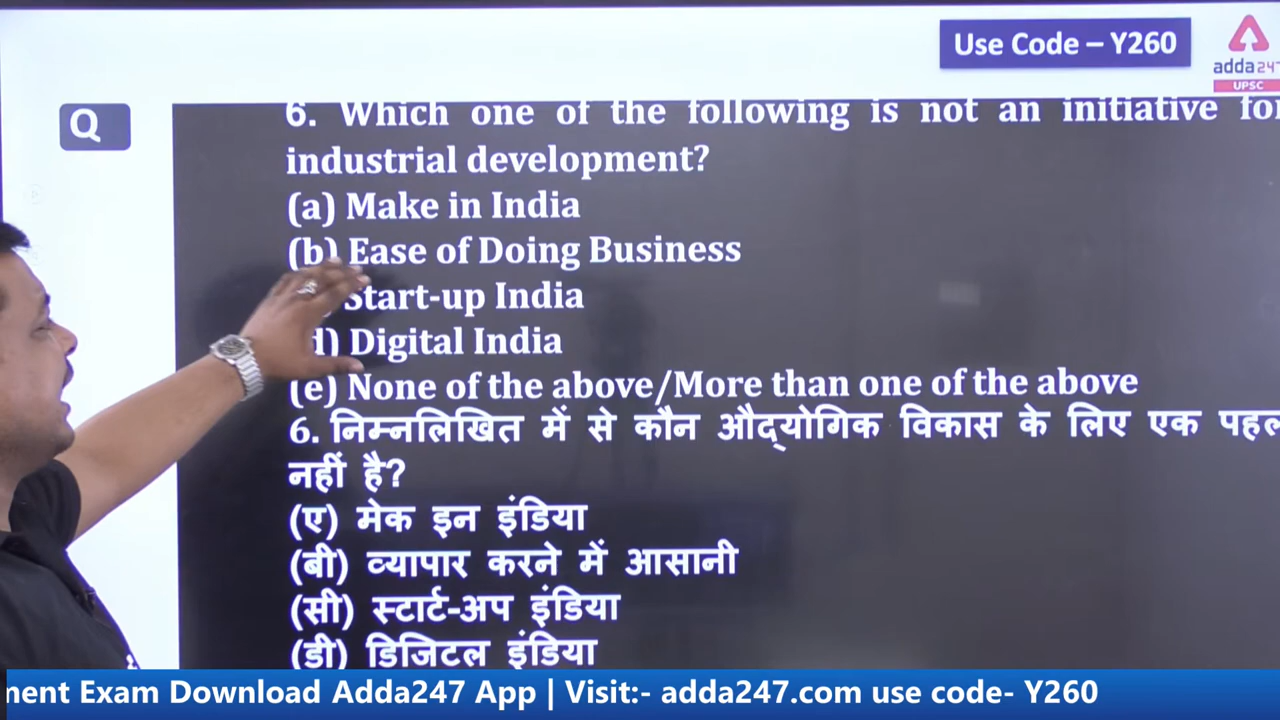 Use Code – Y260
adda247
UPSC
Q
6. Which one of the following is not an initiative for
industrial development?
(a) Make in India
(b) Ease of Doing Business
Start-up India
d) Digital India
(e) None of the above/More than one of the above
6. निम्नलिखित में से कौन औद्योगिक विकास के लिए एक पहल
नहीं है?
(ए) मेक इन इंडिया
(बी) व्यापार करने में आसानी
(सी) स्टार्ट-अप इंडिया
(डी) डिजिटल इंडिया
Exam Download Adda247 App | Visit:- adda247.com use code- Y260